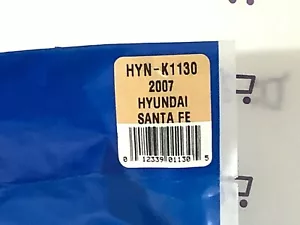 HYN-K1130
2007
HYUNDAI
SANTA FE
0 12339 01130 5